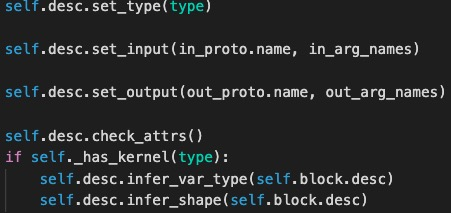 self.desc.set_type(type)
self.desc.set_input(in_proto.name, in_arg_names)
self.desc.set_output(out_proto.name, out_arg_names)
self.desc.check_attrs()
if self._has_kernel(type):
    self.desc.infer_var_type(self.block.desc)
    self.desc.infer_shape(self.block.desc)